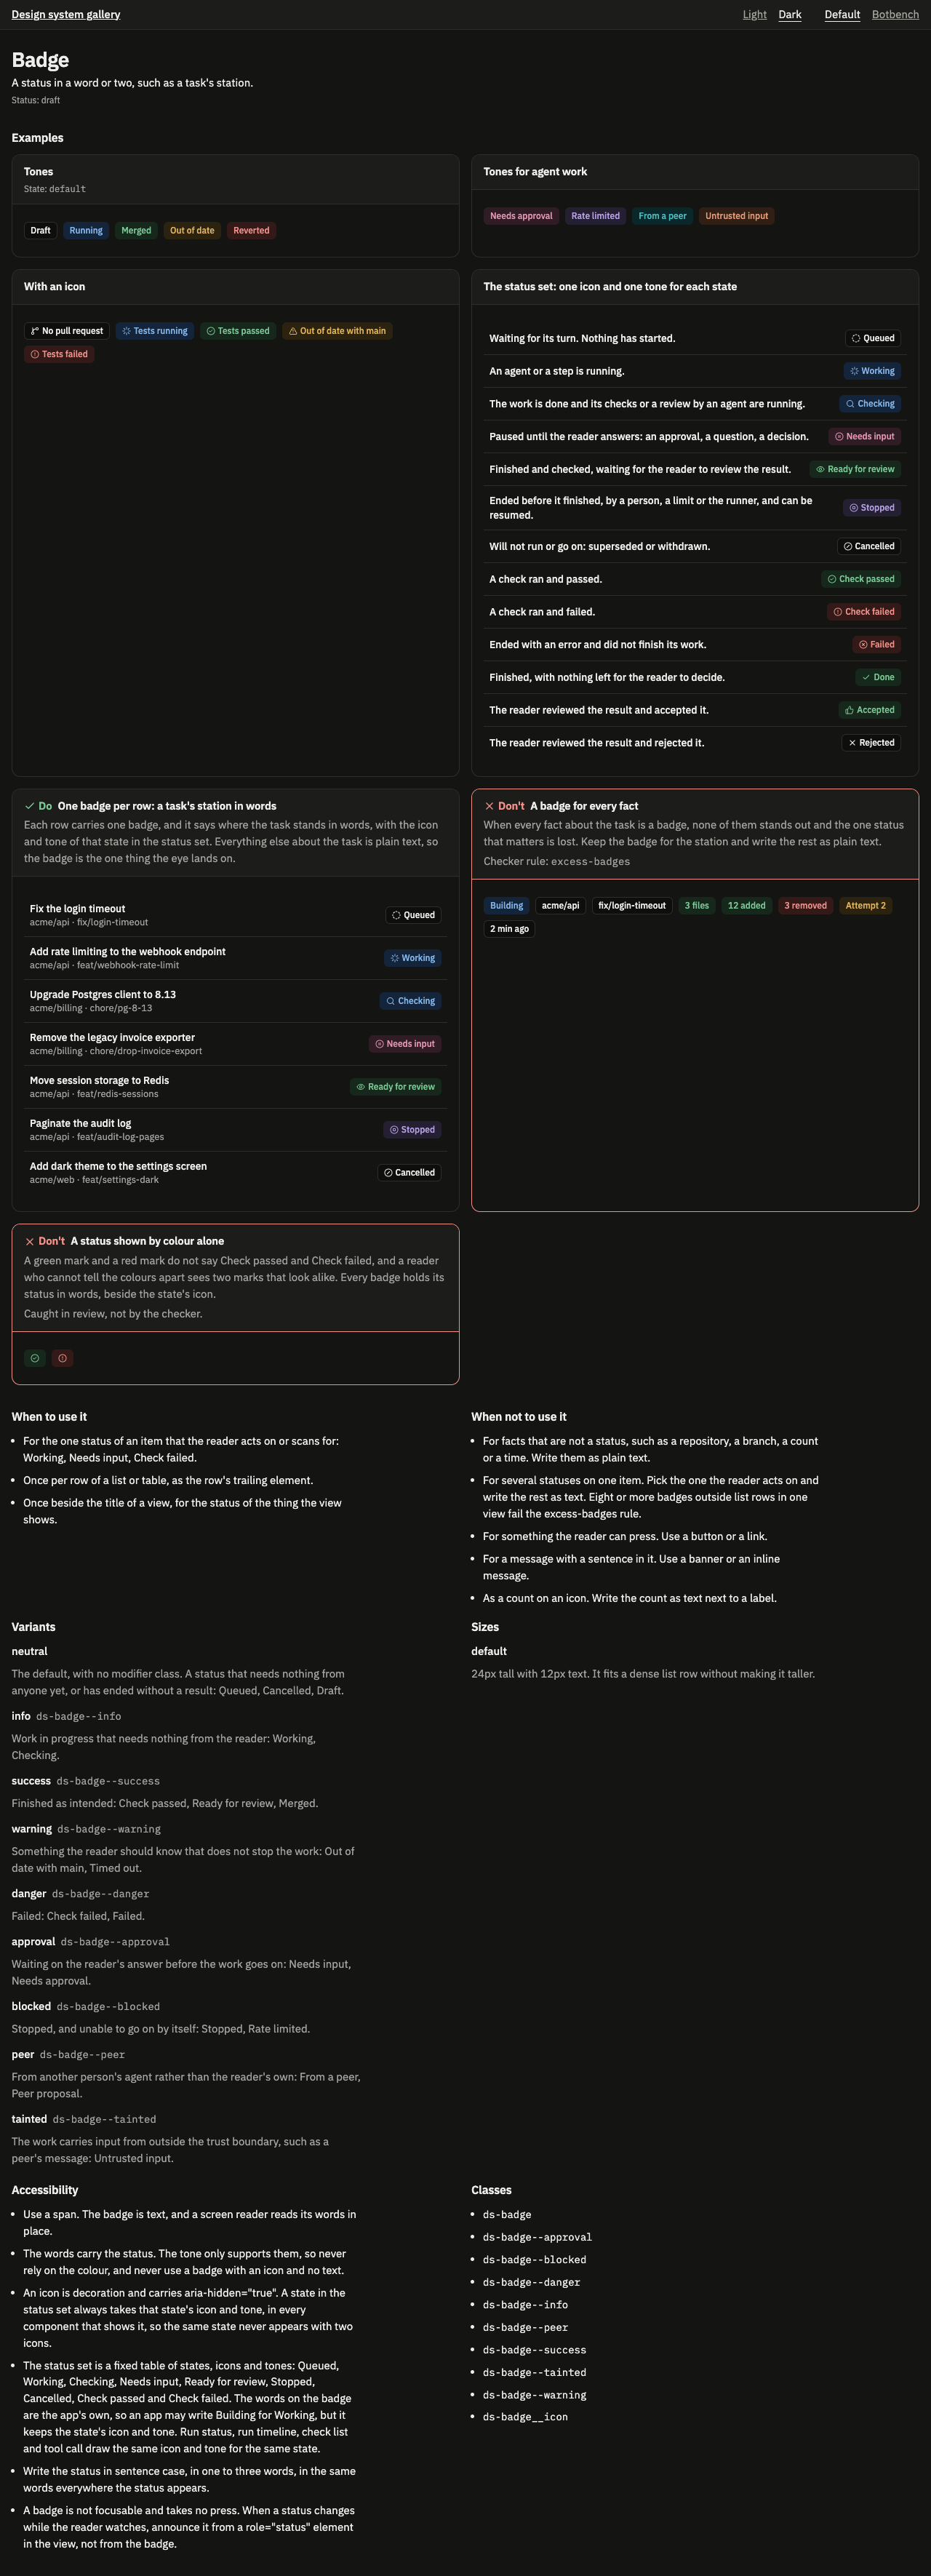 Design system gallery
Light Dark Default Botbench
Badge
A status in a word or two, such as a task's station.
Status: draft
Examples
Tones
State: default
Draft Running Merged Out of date Reverted
Tones for agent work
Needs approval Rate limited From a peer Untrusted input
With an icon
No pull request Tests running Tests passed Out of date with main
Tests failed
The status set: one icon and one tone for each state
Waiting for its turn. Nothing has started. Queued
An agent or a step is running. Working
The work is done and its checks or a review by an agent are running. Checking
Paused until the reader answers: an approval, a question, a decision. Needs input
Finished and checked, waiting for the reader to review the result. Ready for review
Ended before it finished, by a person, a limit or the runner, and can be
resumed.
Stopped
Will not run or go on: superseded or withdrawn. Cancelled
A check ran and passed. Check passed
A check ran and failed. Check failed
Ended with an error and did not finish its work. Failed
Finished, with nothing left for the reader to decide. Done
The reader reviewed the result and accepted it. Accepted
The reader reviewed the result and rejected it. Rejected
Do One badge per row: a task's station in words
Each row carries one badge, and it says where the task stands in words, with the icon
and tone of that state in the status set. Everything else about the task is plain text, so
the badge is the one thing the eye lands on.
Fix the login timeout
acme/api · fix/login-timeout
Queued
Add rate limiting to the webhook endpoint
acme/api · feat/webhook-rate-limit
Working
Upgrade Postgres client to 8.13
acme/billing · chore/pg-8-13
Checking
Remove the legacy invoice exporter
acme/billing · chore/drop-invoice-export
Needs input
Move session storage to Redis
acme/api · feat/redis-sessions
Ready for review
Paginate the audit log
acme/api · feat/audit-log-pages
Stopped
Add dark theme to the settings screen
acme/web · feat/settings-dark
Cancelled
Don't A badge for every fact
When every fact about the task is a badge, none of them stands out and the one status
that matters is lost. Keep the badge for the station and write the rest as plain text.
Checker rule: excess-badges
Building acme/api fix/login-timeout 3 files 12 added 3 removed Attempt 2
2 min ago
Don't A status shown by colour alone
A green mark and a red mark do not say Check passed and Check failed, and a reader
who cannot tell the colours apart sees two marks that look alike. Every badge holds its
status in words, beside the state's icon.
Caught in review, not by the checker.
When to use it
For the one status of an item that the reader acts on or scans for:
Working, Needs input, Check failed.
Once per row of a list or table, as the row's trailing element.
Once beside the title of a view, for the status of the thing the view
shows.
When not to use it
For facts that are not a status, such as a repository, a branch, a count
or a time. Write them as plain text.
For several statuses on one item. Pick the one the reader acts on and
write the rest as text. Eight or more badges outside list rows in one
view fail the excess-badges rule.
For something the reader can press. Use a button or a link.
For a message with a sentence in it. Use a banner or an inline
message.
As a count on an icon. Write the count as text next to a label.
Variants
neutral
The default, with no modifier class. A status that needs nothing from
anyone yet, or has ended without a result: Queued, Cancelled, Draft.
info ds-badge--info
Work in progress that needs nothing from the reader: Working,
Checking.
success ds-badge--success
Finished as intended: Check passed, Ready for review, Merged.
warning ds-badge--warning
Something the reader should know that does not stop the work: Out of
date with main, Timed out.
danger ds-badge--danger
Failed: Check failed, Failed.
approval ds-badge--approval
Waiting on the reader's answer before the work goes on: Needs input,
Needs approval.
blocked ds-badge--blocked
Stopped, and unable to go on by itself: Stopped, Rate limited.
peer ds-badge--peer
From another person's agent rather than the reader's own: From a peer,
Peer proposal.
tainted ds-badge--tainted
The work carries input from outside the trust boundary, such as a
peer's message: Untrusted input.
Sizes
default
24px tall with 12px text. It fits a dense list row without making it taller.
Accessibility
Use a span. The badge is text, and a screen reader reads its words in
place.
The words carry the status. The tone only supports them, so never
rely on the colour, and never use a badge with an icon and no text.
An icon is decoration and carries aria-hidden="true". A state in the
status set always takes that state's icon and tone, in every
component that shows it, so the same state never appears with two
icons.
The status set is a fixed table of states, icons and tones: Queued,
Working, Checking, Needs input, Ready for review, Stopped,
Cancelled, Check passed and Check failed. The words on the badge
are the app's own, so an app may write Building for Working, but it
keeps the state's icon and tone. Run status, run timeline, check list
and tool call draw the same icon and tone for the same state.
Write the status in sentence case, in one to three words, in the same
words everywhere the status appears.
A badge is not focusable and takes no press. When a status changes
while the reader watches, announce it from a role="status" element
in the view, not from the badge.
Classes
ds-badge
ds-badge--approval
ds-badge--blocked
ds-badge--danger
ds-badge--info
ds-badge--peer
ds-badge--success
ds-badge--tainted
ds-badge--warning
ds-badge__icon